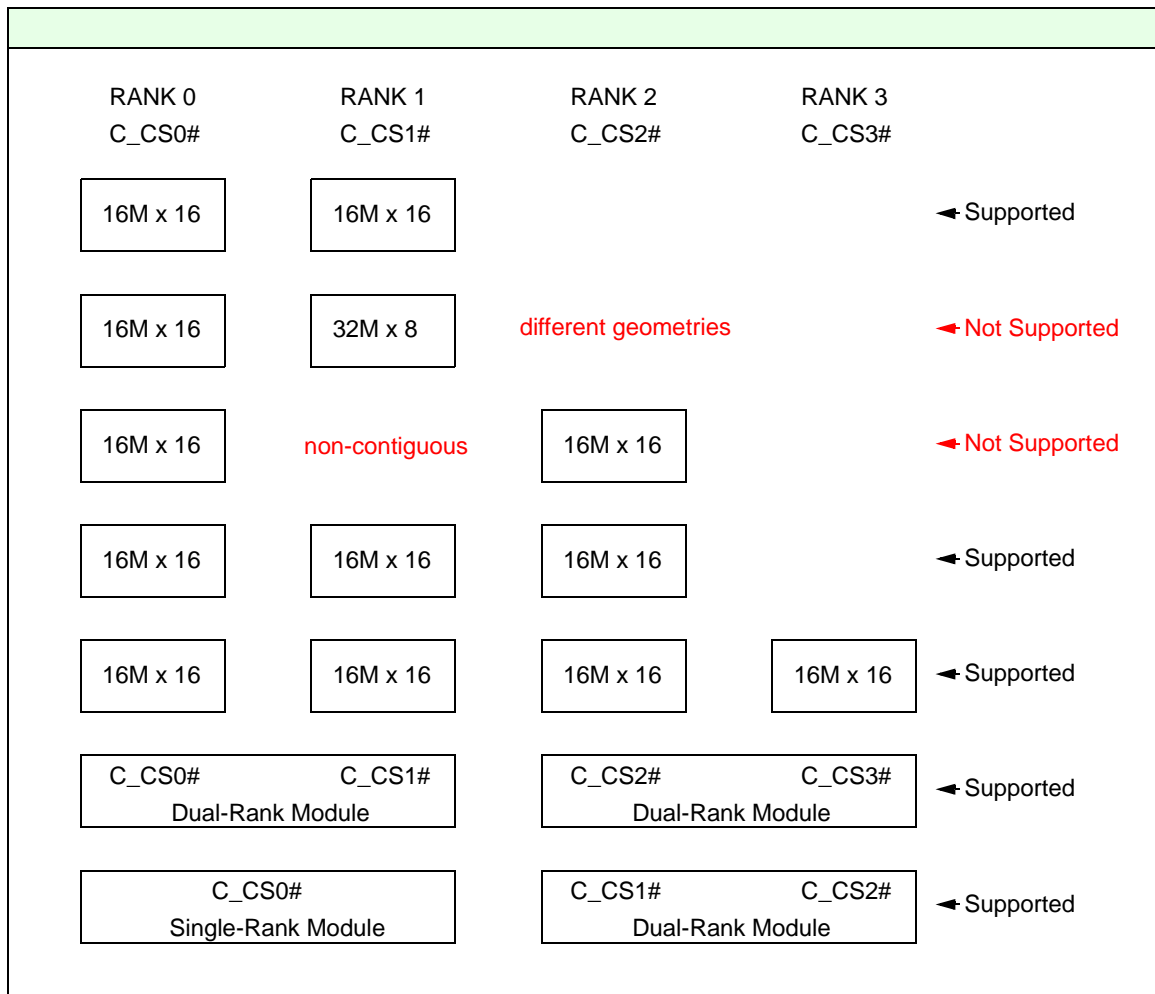 RANK 0 RANK 1 RANK 2 RANK 3
C_CS0# C_CS1# C_CS2# C_CS3#
16M x 16 16M x 16 Supported
16M x 16 32M x 8 different geometries Not Supported
16M x 16 non-contiguous 16M x 16 Not Supported
16M x 16 16M x 16 16M x 16 Supported
16M x 16 16M x 16 16M x 16 16M x 16 Supported
C_CS0# C_CS1# C_CS2# C_CS3#
Supported
Dual-Rank Module Dual-Rank Module
C_CS0# C_CS1# C_CS2#
Supported
Single-Rank Module Dual-Rank Module